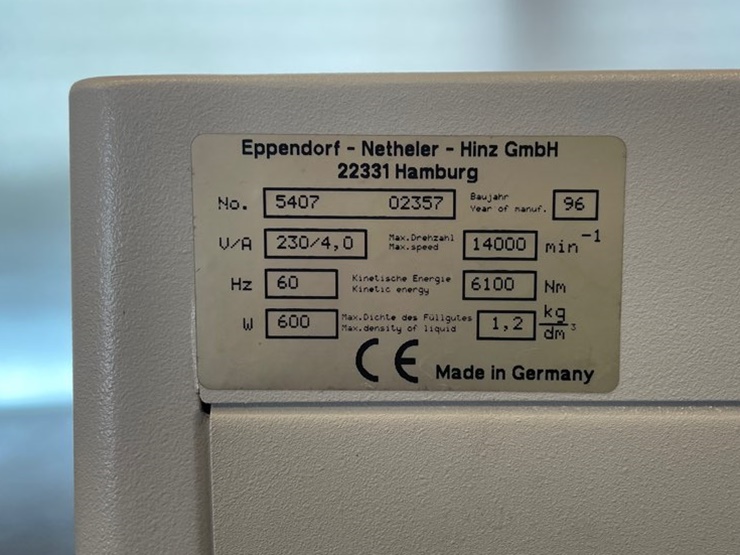 Eppendorf - Netheler - Hinz GmbH
22331 Hamburg
No. 5407 02357 Baujahr
Year of manuf. 96
V/A 230/4,0 Max.Drehzahl
Max.speed 14000 min⁻¹
Hz 60 Kinetische Energie
Kinetic energy 6100 Nm
W 600 Max.Dichte des Füllgutes
Max.density of liquid 1,2 kg
dm³
CE Made in Germany